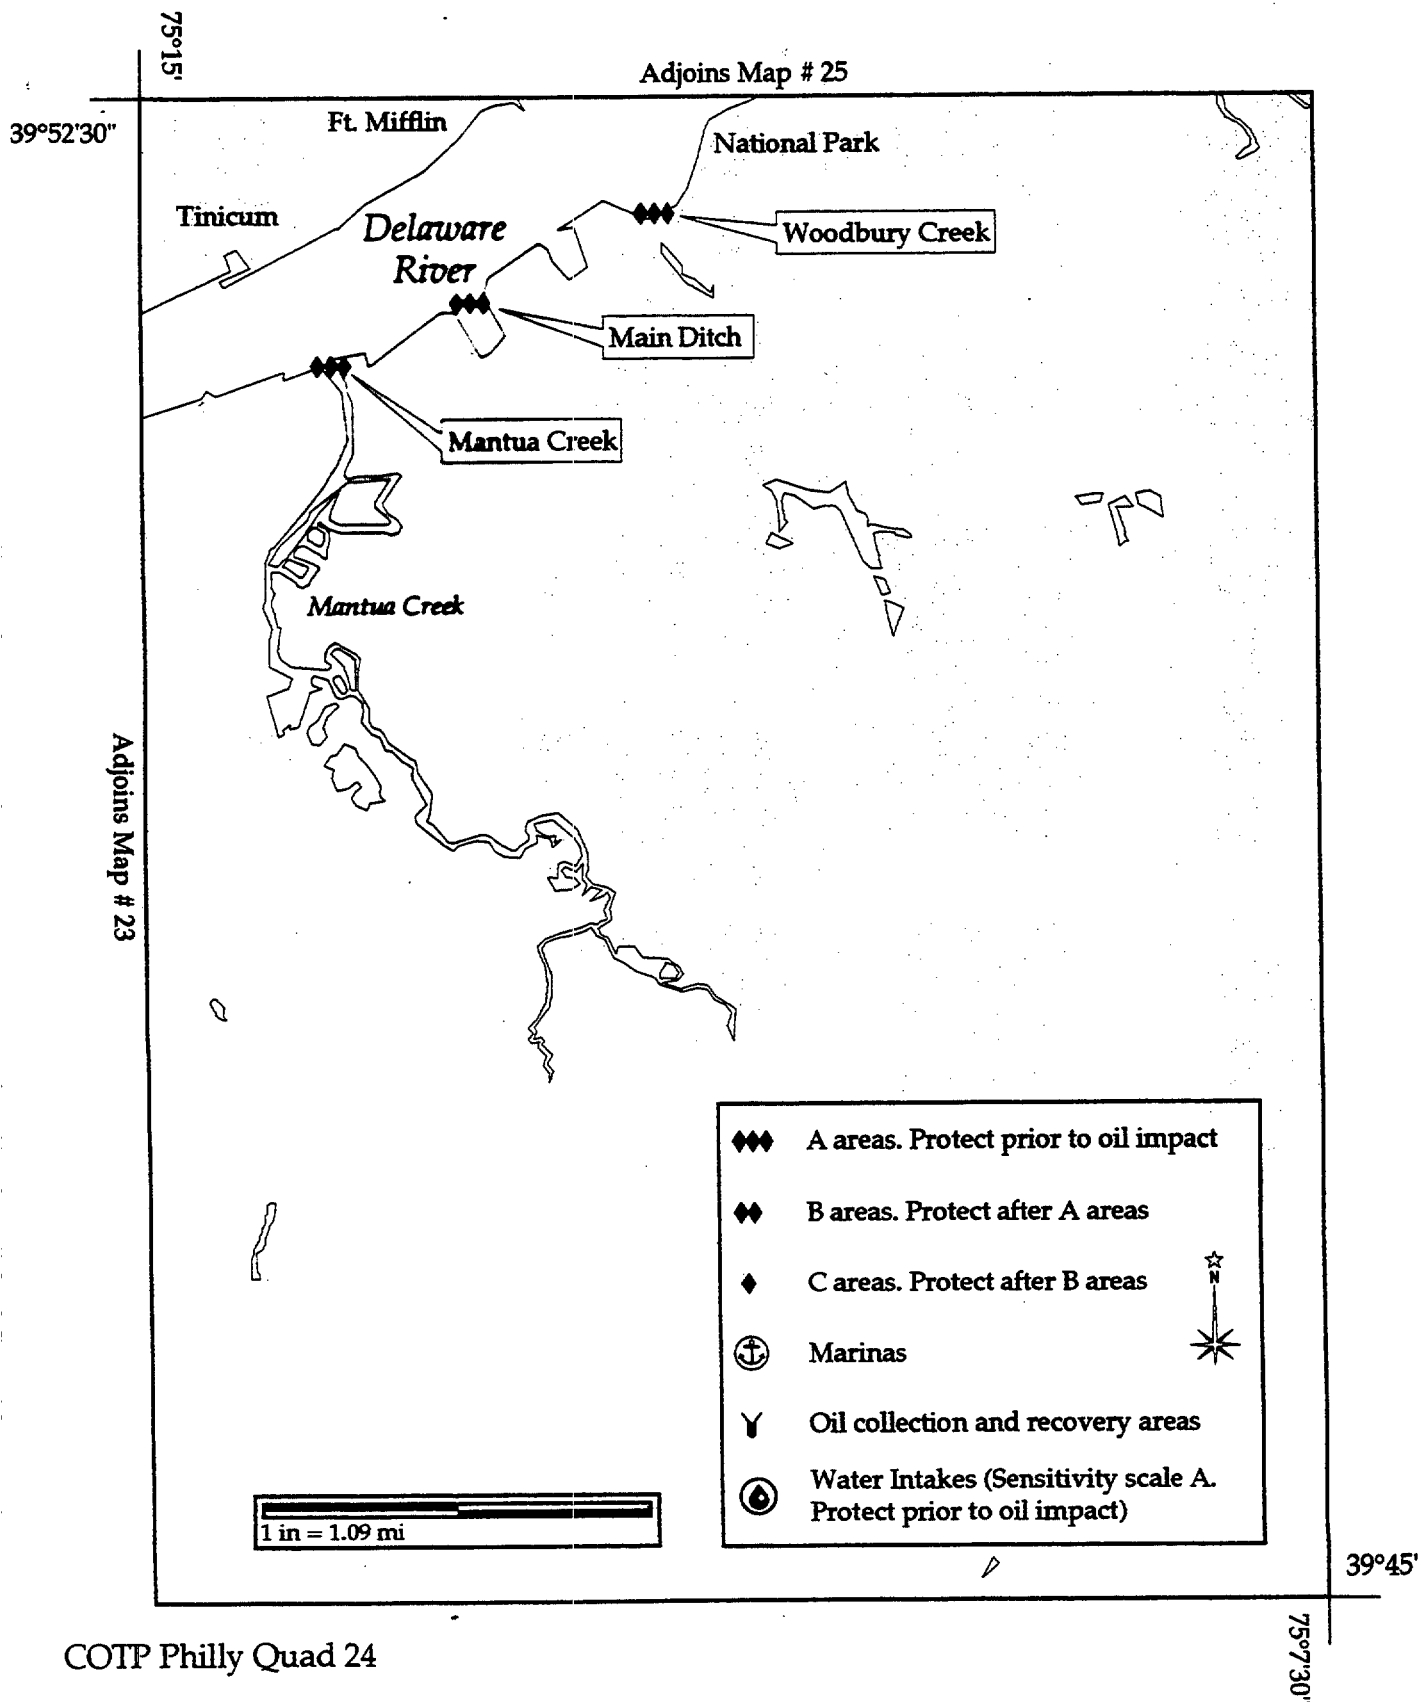 75°15'
Adjoins Map # 25
39°52'30"
Ft. Mifflin
National Park
Tinicum
Delaware
River
Woodbury Creek
Main Ditch
Mantua Creek
Mantua Creek
Adjoins Map # 23
A areas. Protect prior to oil impact
B areas. Protect after A areas
C areas. Protect after B areas
N
Marinas
Oil collection and recovery areas
Water Intakes (Sensitivity scale A.
Protect prior to oil impact)
1 in = 1.09 mi
39°45'
75°7'30"
COTP Philly Quad 24